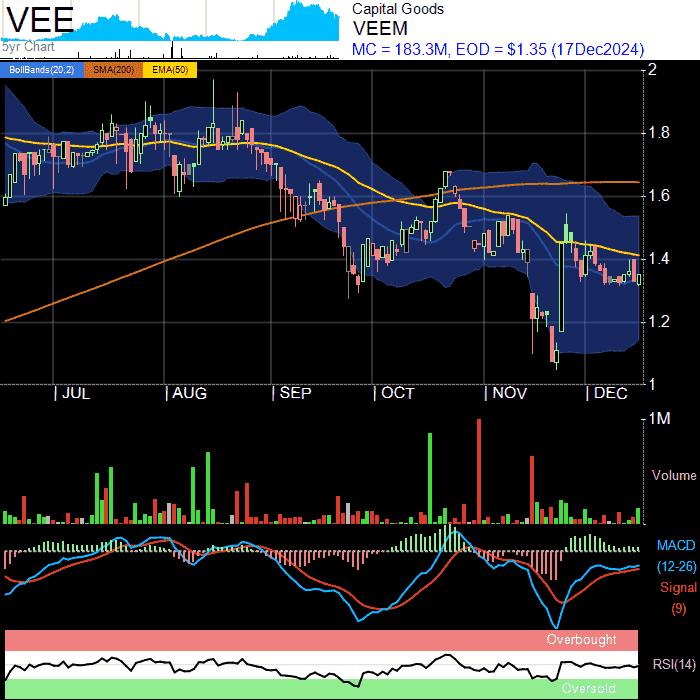 VEE
5yr Chart
Capital Goods
VEEM
MC = 183.3M, EOD = $1.35 (17Dec2024)
BollBands(20,2) SMA(200) EMA(50)
2
1.8
1.6
1.4
1.2
1
JUL AUG SEP OCT NOV DEC
1M
Volume
MACD
(12-26)
Signal
(9)
Overbought
RSI(14)
Oversold